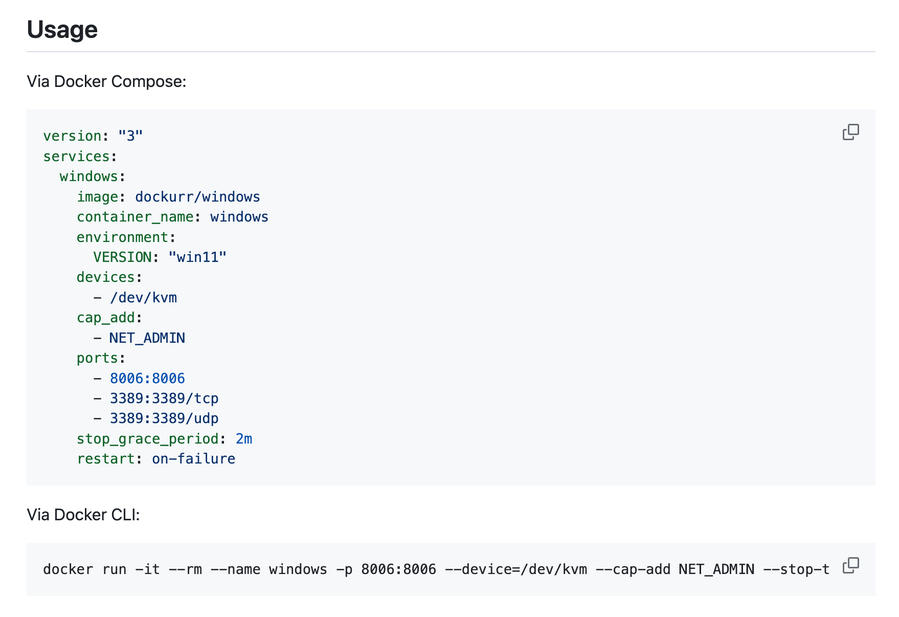 Usage
Via Docker Compose:
version: "3"
services:
  windows:
    image: dockurr/windows
    container_name: windows
    environment:
      VERSION: "win11"
    devices:
      - /dev/kvm
    cap_add:
      - NET_ADMIN
    ports:
      - 8006:8006
      - 3389:3389/tcp
      - 3389:3389/udp
    stop_grace_period: 2m
    restart: on-failure
Via Docker CLI:
docker run -it --rm --name windows -p 8006:8006 --device=/dev/kvm --cap-add NET_ADMIN --stop-t